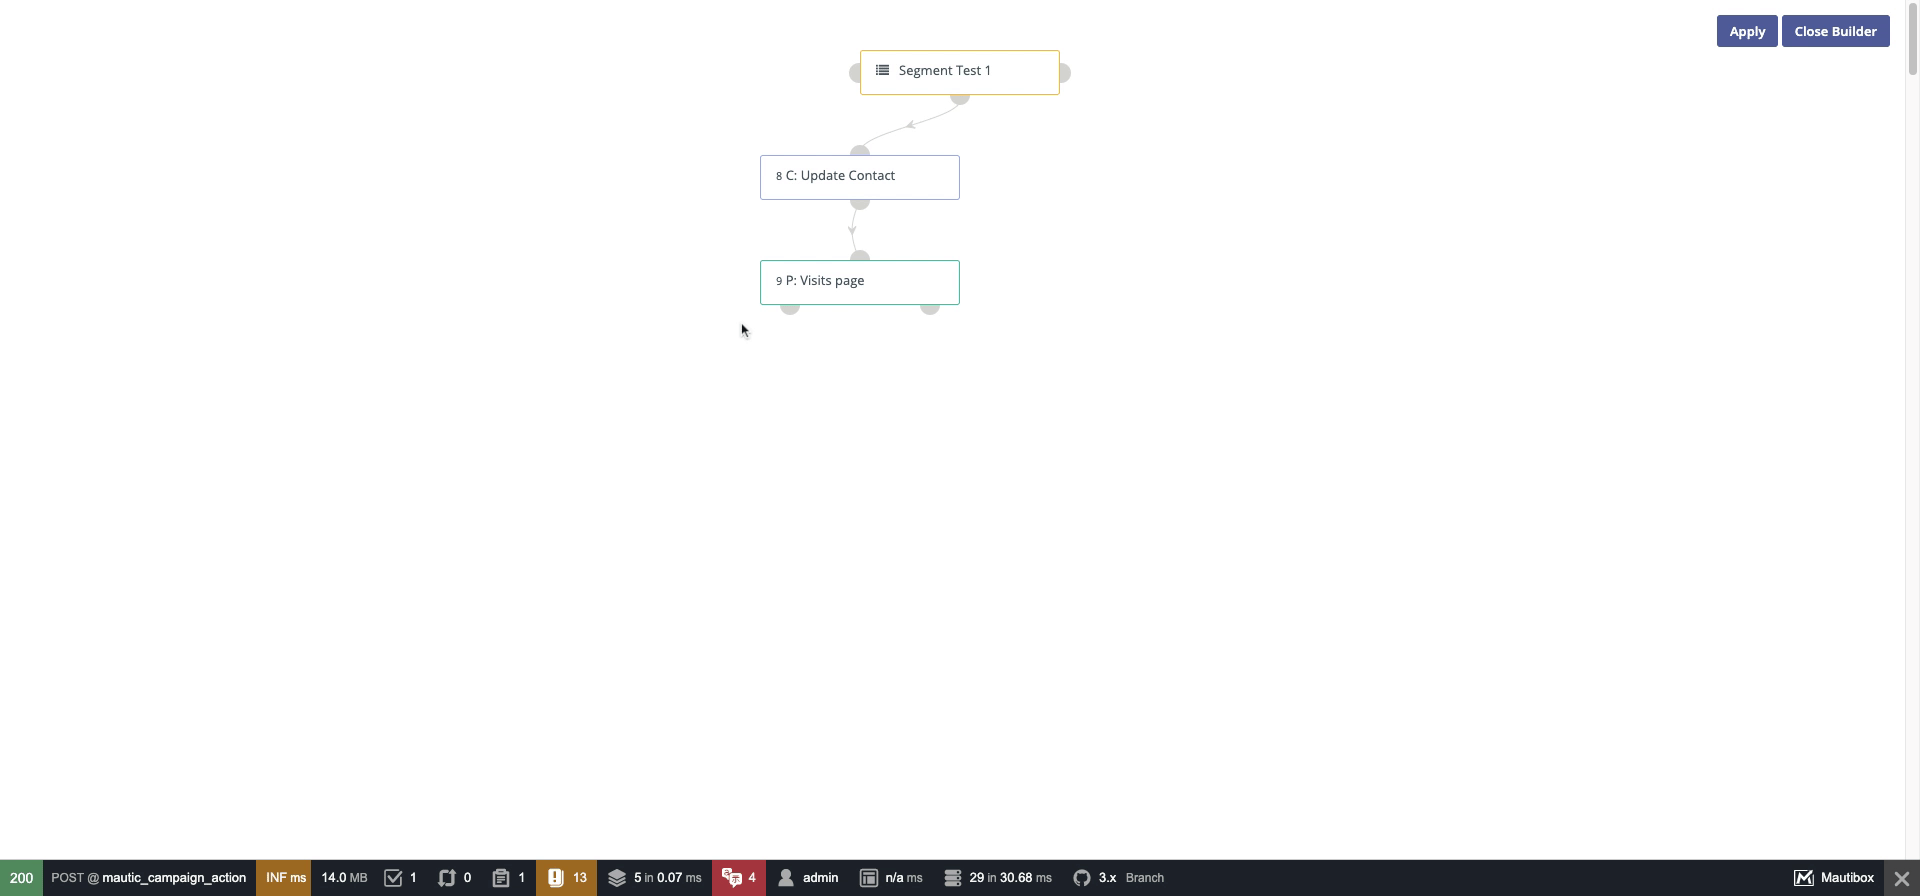 Apply Close Builder
Segment Test 1
8 C: Update Contact
9 P: Visits page
200 POST @ mautic_campaign_action INF ms 14.0 MB 1 0 1 13 5 in 0.07 ms 4 admin n/a ms 29 in 30.68 ms 3.x Branch Mautibox